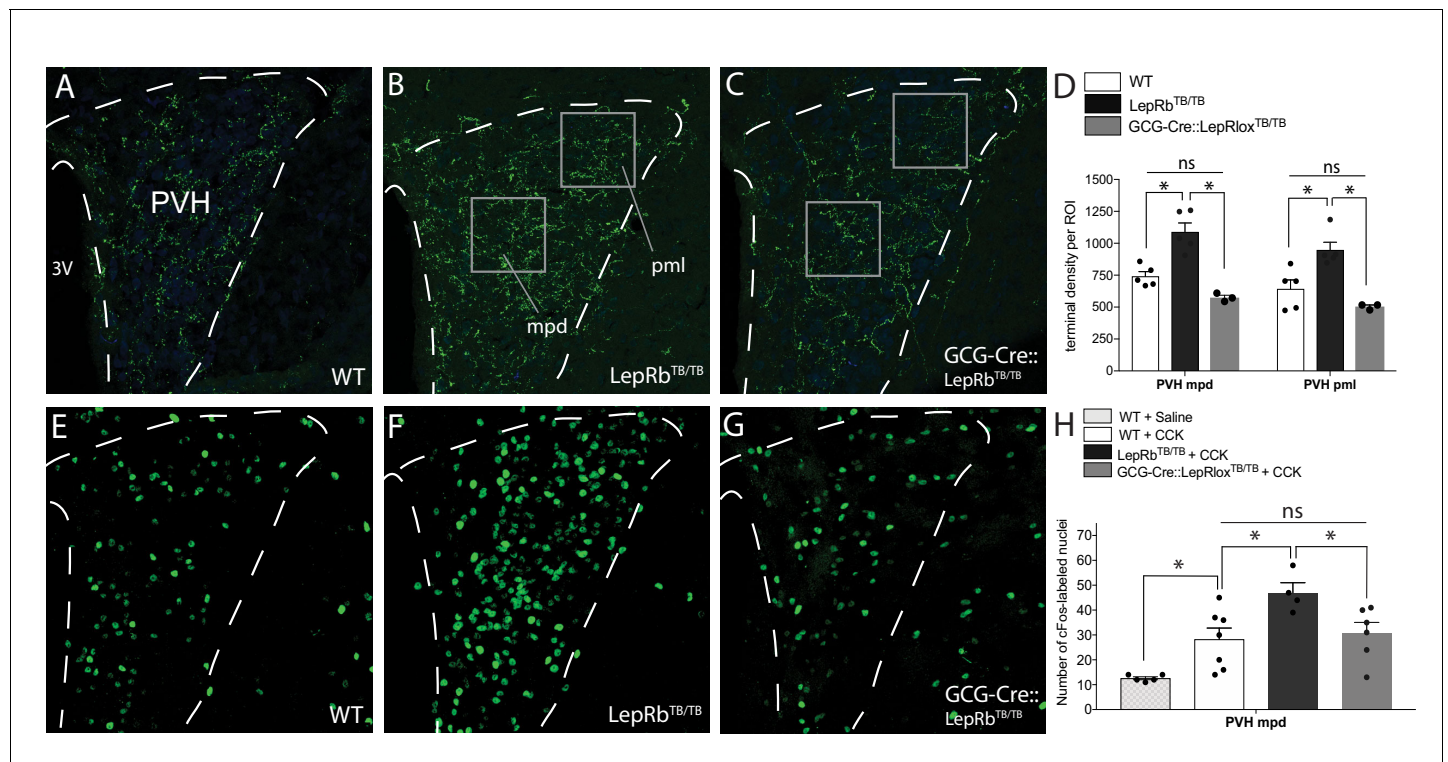 A
PVH
3V
WT
B
pml
mpd
LepRb^TB/TB
C
GCG-Cre::
LepRb^TB/TB
D
WT
LepRb^TB/TB
GCG-Cre::LepRlox^TB/TB
ns
ns
* * * *
terminal density per ROI
1500
1250
1000
750
500
250
0
PVH mpd PVH pml
E
WT
F
LepRb^TB/TB
G
GCG-Cre::
LepRb^TB/TB
H
WT + Saline
WT + CCK
LepRb^TB/TB + CCK
GCG-Cre::LepRlox^TB/TB + CCK
ns
* * *
Number of cFos-labeled nuclei
70
60
50
40
30
20
10
0
PVH mpd